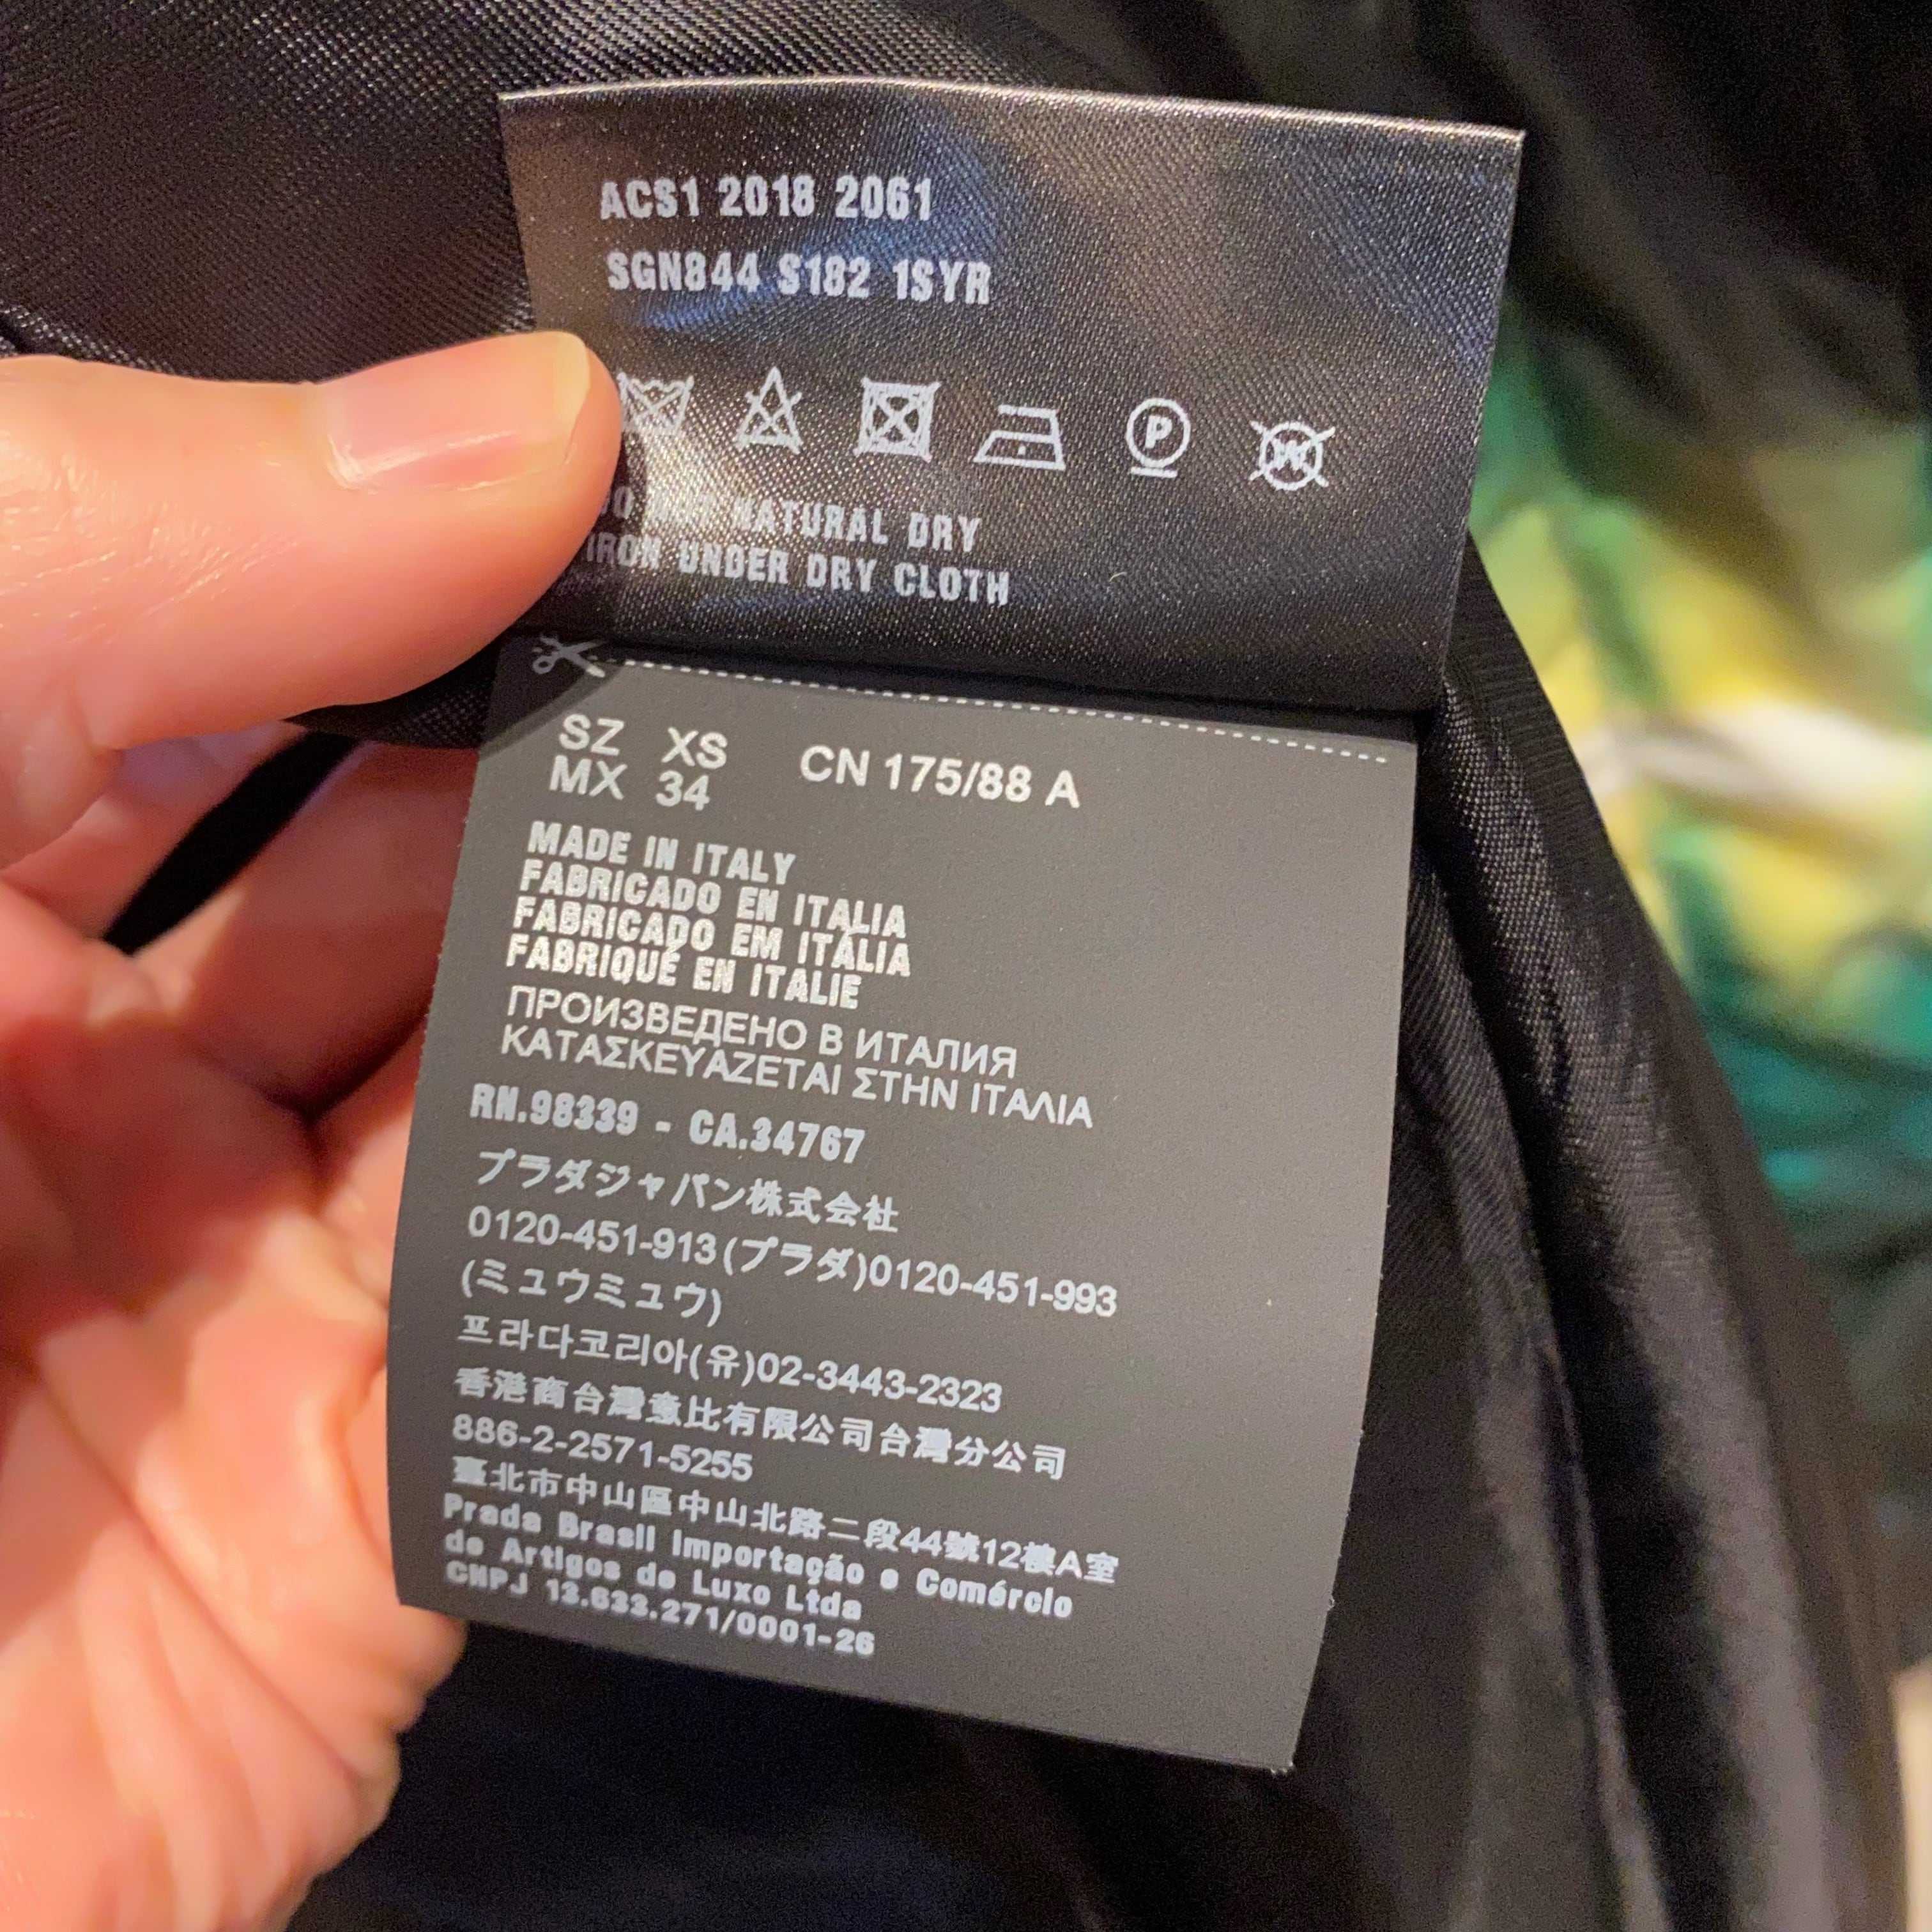 ACS1 2018 2061
SGN844 S182 1SYR
P
W
NATURAL DRY
IRON UNDER DRY CLOTH
SZ XS CN 175/88 A
MX 34
MADE IN ITALY
FABRICADO EN ITALIA
FABRICADO EM ITÁLIA
FABRIQUÉ EN ITALIE
ПРОИЗВЕДЕНО В ИТАЛИЯ
ΚΑΤΑΣΚΕΥΑΖΕΤΑΙ ΣΤΗΝ ΙΤΑΛΙΑ
RN.98339 - CA.34767
プラダジャパン株式会社
0120-451-913(プラダ)0120-451-993
(ミュウミュウ)
프라다코리아(유)02-3443-2323
香港商台灣意比有限公司台灣分公司
886-2-2571-5255
臺北市中山區中山北路二段44號12樓A室
Prada Brasil Importação e Comércio
de Artigos de Luxo Ltda
CNPJ 13.633.271/0001-26